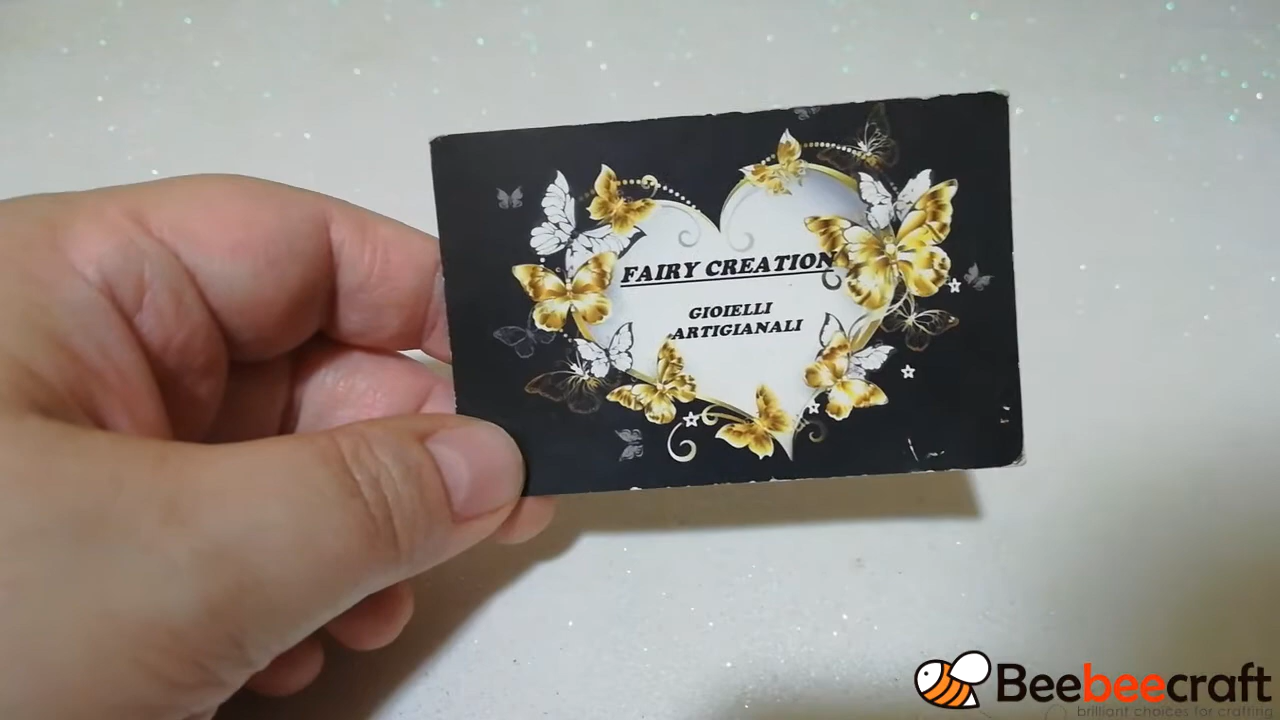 FAIRY CREATION
GIOIELLI
ARTIGIANALI
Beebeecraft
brilliant choices for crafting